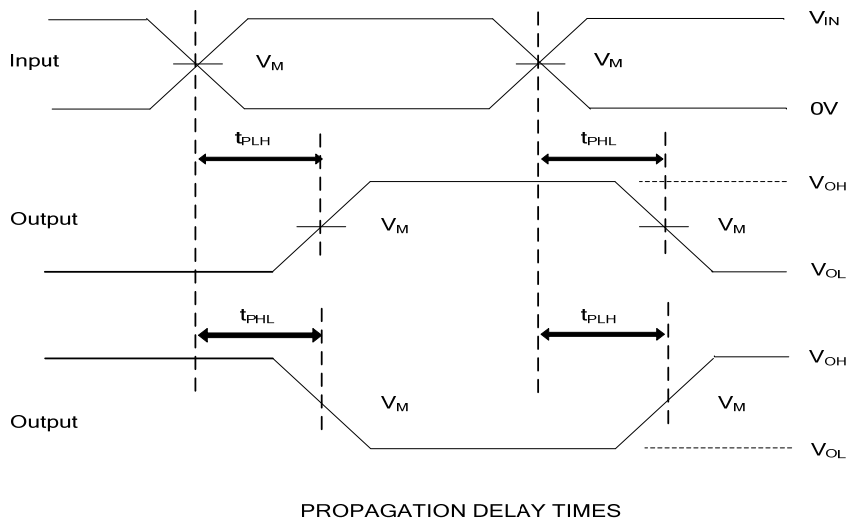 V_IN
Input
V_M
V_M
0V
t_PLH
t_PHL
V_OH
Output
V_M
V_M
V_OL
t_PHL
t_PLH
V_OH
V_M
V_M
Output
V_OL
PROPAGATION DELAY TIMES